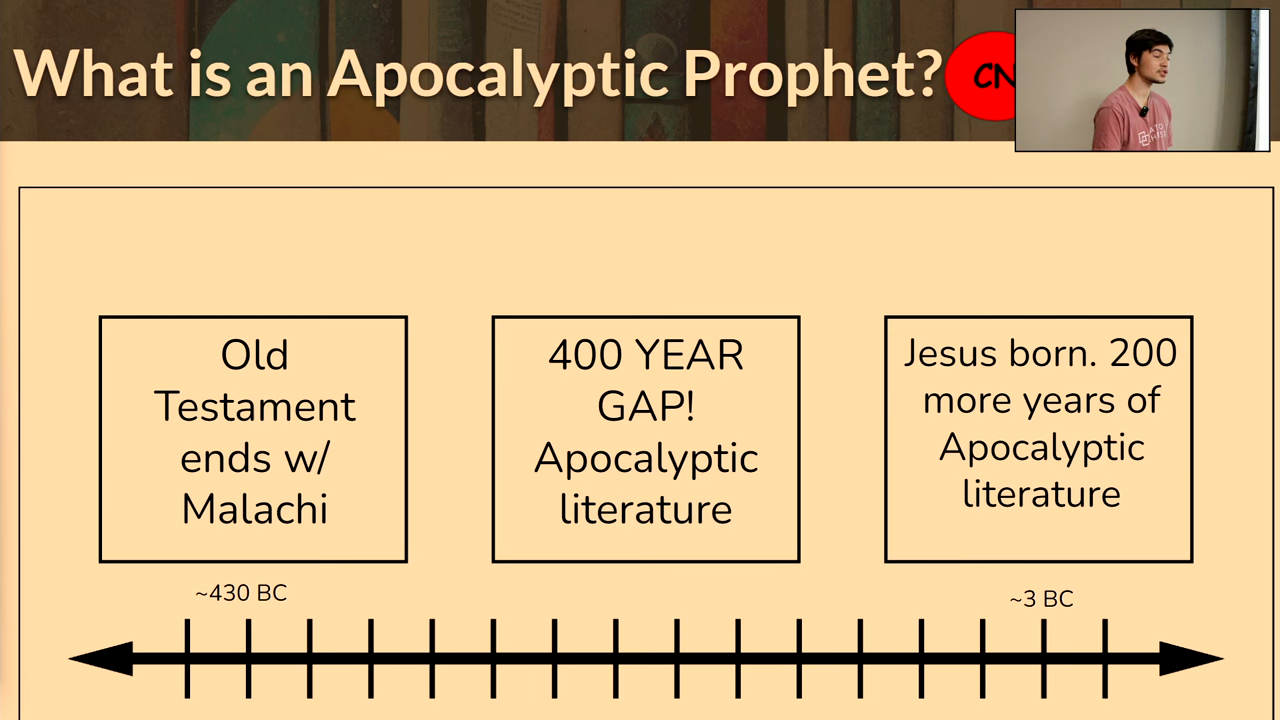 What is an Apocalyptic Prophet?
CN
Old
Testament
ends w/
Malachi
400 YEAR
GAP!
Apocalyptic
literature
Jesus born. 200
more years of
Apocalyptic
literature
~430 BC
~3 BC